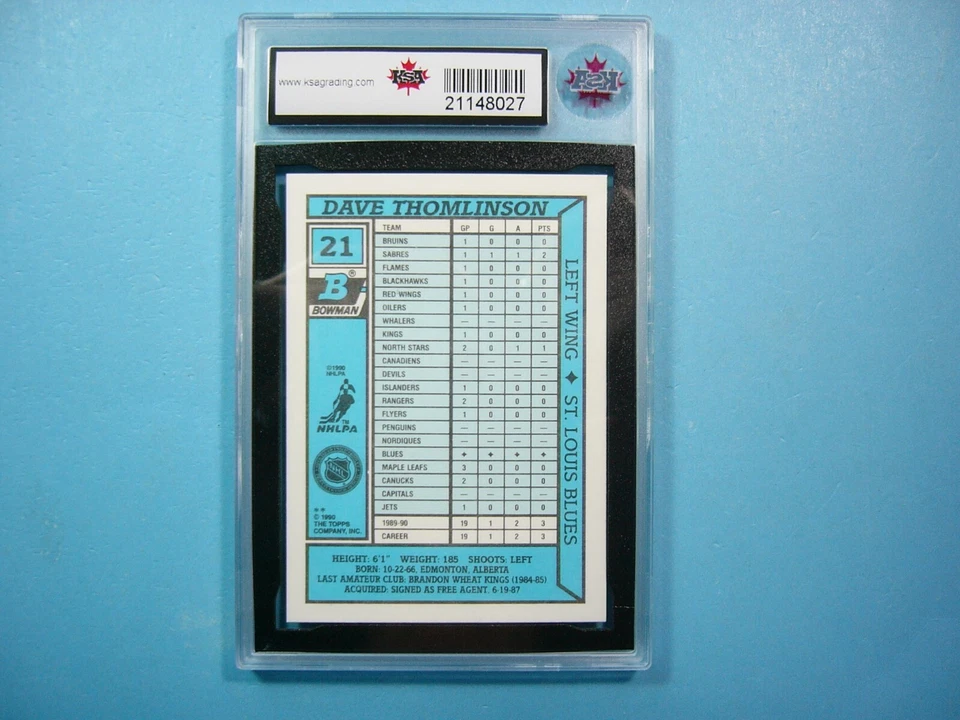 www.ksagrading.com
KSA
21148027
KSA
DAVE THOMLINSON
21
B®
BOWMAN
©1990
NHLPA
TM
NHLPA
NHL
**
© 1990
THE TOPPS
COMPANY, INC.
TEAM GP G A PTS
BRUINS 1 0 0 0
SABRES 1 1 1 2
FLAMES 1 0 0 0
BLACKHAWKS 1 0 0 0
RED WINGS 1 0 0 0
OILERS 1 0 0 0
WHALERS — — — —
KINGS 1 0 0 0
NORTH STARS 2 0 1 1
CANADIENS — — — —
DEVILS — — — —
ISLANDERS 1 0 0 0
RANGERS 2 0 0 0
FLYERS 1 0 0 0
PENGUINS — — — —
NORDIQUES — — — —
BLUES ♦ ♦ ♦ ♦
MAPLE LEAFS 3 0 0 0
CANUCKS 2 0 0 0
CAPITALS — — — —
JETS 1 0 0 0
1989-90 19 1 2 3
CAREER 19 1 2 3
LEFT WING ✦ ST. LOUIS BLUES
HEIGHT: 6'1" WEIGHT: 185 SHOOTS: LEFT
BORN: 10-22-66, EDMONTON, ALBERTA
LAST AMATEUR CLUB: BRANDON WHEAT KINGS (1984-85)
ACQUIRED: SIGNED AS FREE AGENT, 6-19-87